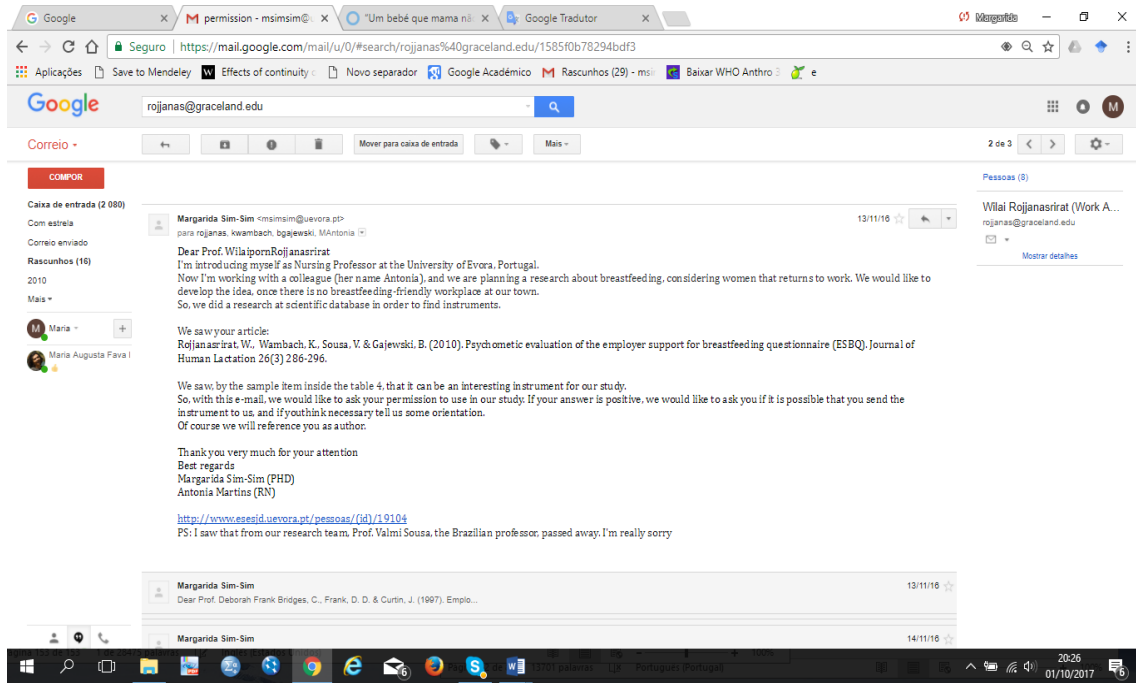 Google
permission - msimsim@u
"Um bebé que mama nã
Google Tradutor
Margarida
Seguro | https://mail.google.com/mail/u/0/#search/rojjanas%40graceland.edu/1585f0b78294bdf3
Aplicações Save to Mendeley Effects of continuity o Novo separador Google Académico Rascunhos (29) - msi Baixar WHO Anthro 3 e
Google
rojjanas@graceland.edu
M
Correio
Mover para caixa de entrada
Mais
2 de 3
COMPOR
Caixa de entrada (2 080)
Com estrela
Correio enviado
Rascunhos (16)
2010
Mais
M Maria
Maria Augusta Fava l
Margarida Sim-Sim <msimsim@uevora.pt>
13/11/16
para rojjanas, kwambach, bgajewski, MAntonia
Dear Prof. WilaipornRojjanasrirat
I'm introducing myself as Nursing Professor at the University of Evora, Portugal.
Now I'm working with a colleague (her name Antonia), and we are planning a research about breastfeeding, considering women that returns to work. We would like to
develop the idea, once there is no breastfeeding-friendly workplace at our town.
So, we did a research at scientific database in order to find instruments.
We saw your article:
Rojjanasrirat, W., Wambach, K., Sousa, V. & Gajewski, B. (2010). Psychometric evaluation of the employer support for breastfeeding questionnaire (ESBQ). Journal of
Human Lactation 26(3) 286-296.
We saw, by the sample item inside the table 4, that it can be an interesting instrument for our study.
So, with this e-mail, we would like to ask your permission to use in our study. If your answer is positive, we would like to ask you if it is possible that you send the
instrument to us, and if youthink necessary tell us some orientation.
Of course we will reference you as author.
Thank you very much for your attention
Best regards
Margarida Sim-Sim (PHD)
Antonia Martins (RN)
http://www.esesjd.uevora.pt/pessoas/(id)/19104
PS: I saw that from our research team, Prof. Valmi Sousa, the Brazilian professor, passed away. I'm really sorry
Margarida Sim-Sim
13/11/16
Dear Prof. Deborah Frank Bridges, C., Frank, D. D. & Curtin, J. (1997). Emplo...
Margarida Sim-Sim
14/11/16
Pessoas (8)
Wilai Rojjanasrirat (Work A...
rojjanas@graceland.edu
Mostrar detalhes
20:26
01/10/2017